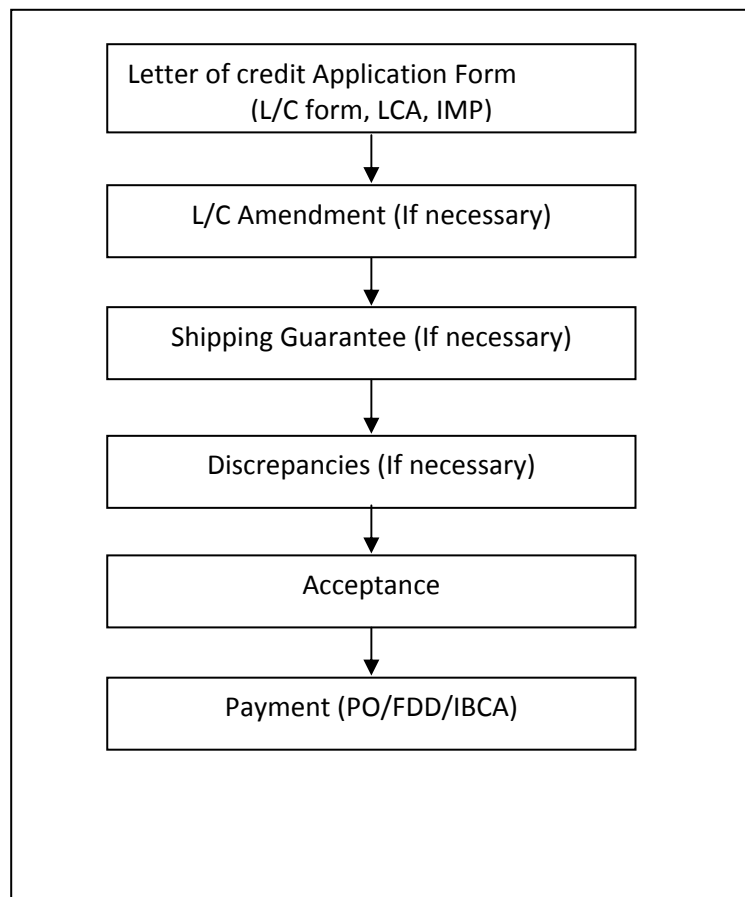 Letter of credit Application Form
(L/C form, LCA, IMP)
L/C Amendment (If necessary)
Shipping Guarantee (If necessary)
Discrepancies (If necessary)
Acceptance
Payment (PO/FDD/IBCA)